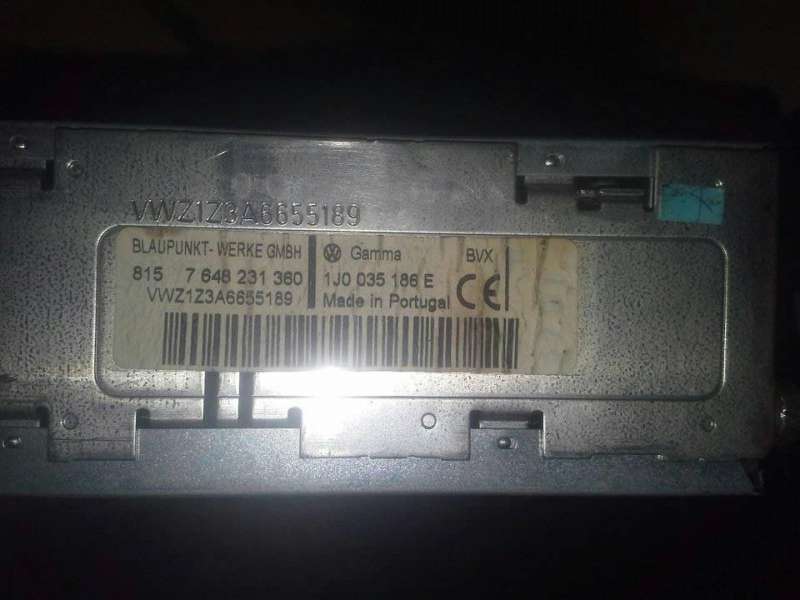 VWZ1Z3A6655189
BLAUPUNKT-WERKE GMBH
Gamma
BVX
815 7 648 231 360
1J0 035 186 E
VWZ1Z3A6655189
Made in Portugal
CE